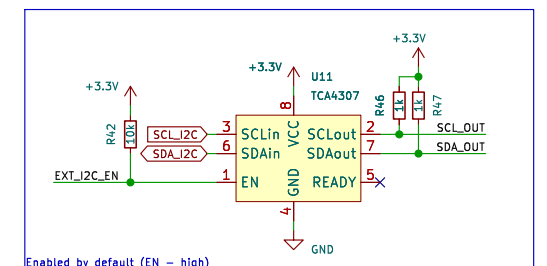 +3.3V
+3.3V
U11
+3.3V
TCA4307
R42
10k
8
VCC
R46
1k
1k
R47
SCL_I2C
3
SCLin
SCLout
2
SCL_OUT
SDA_I2C
6
SDAin
SDAout
7
SDA_OUT
EXT_I2C_EN
1
EN
GND
READY
5
4
GND
Enabled by default (EN – high)